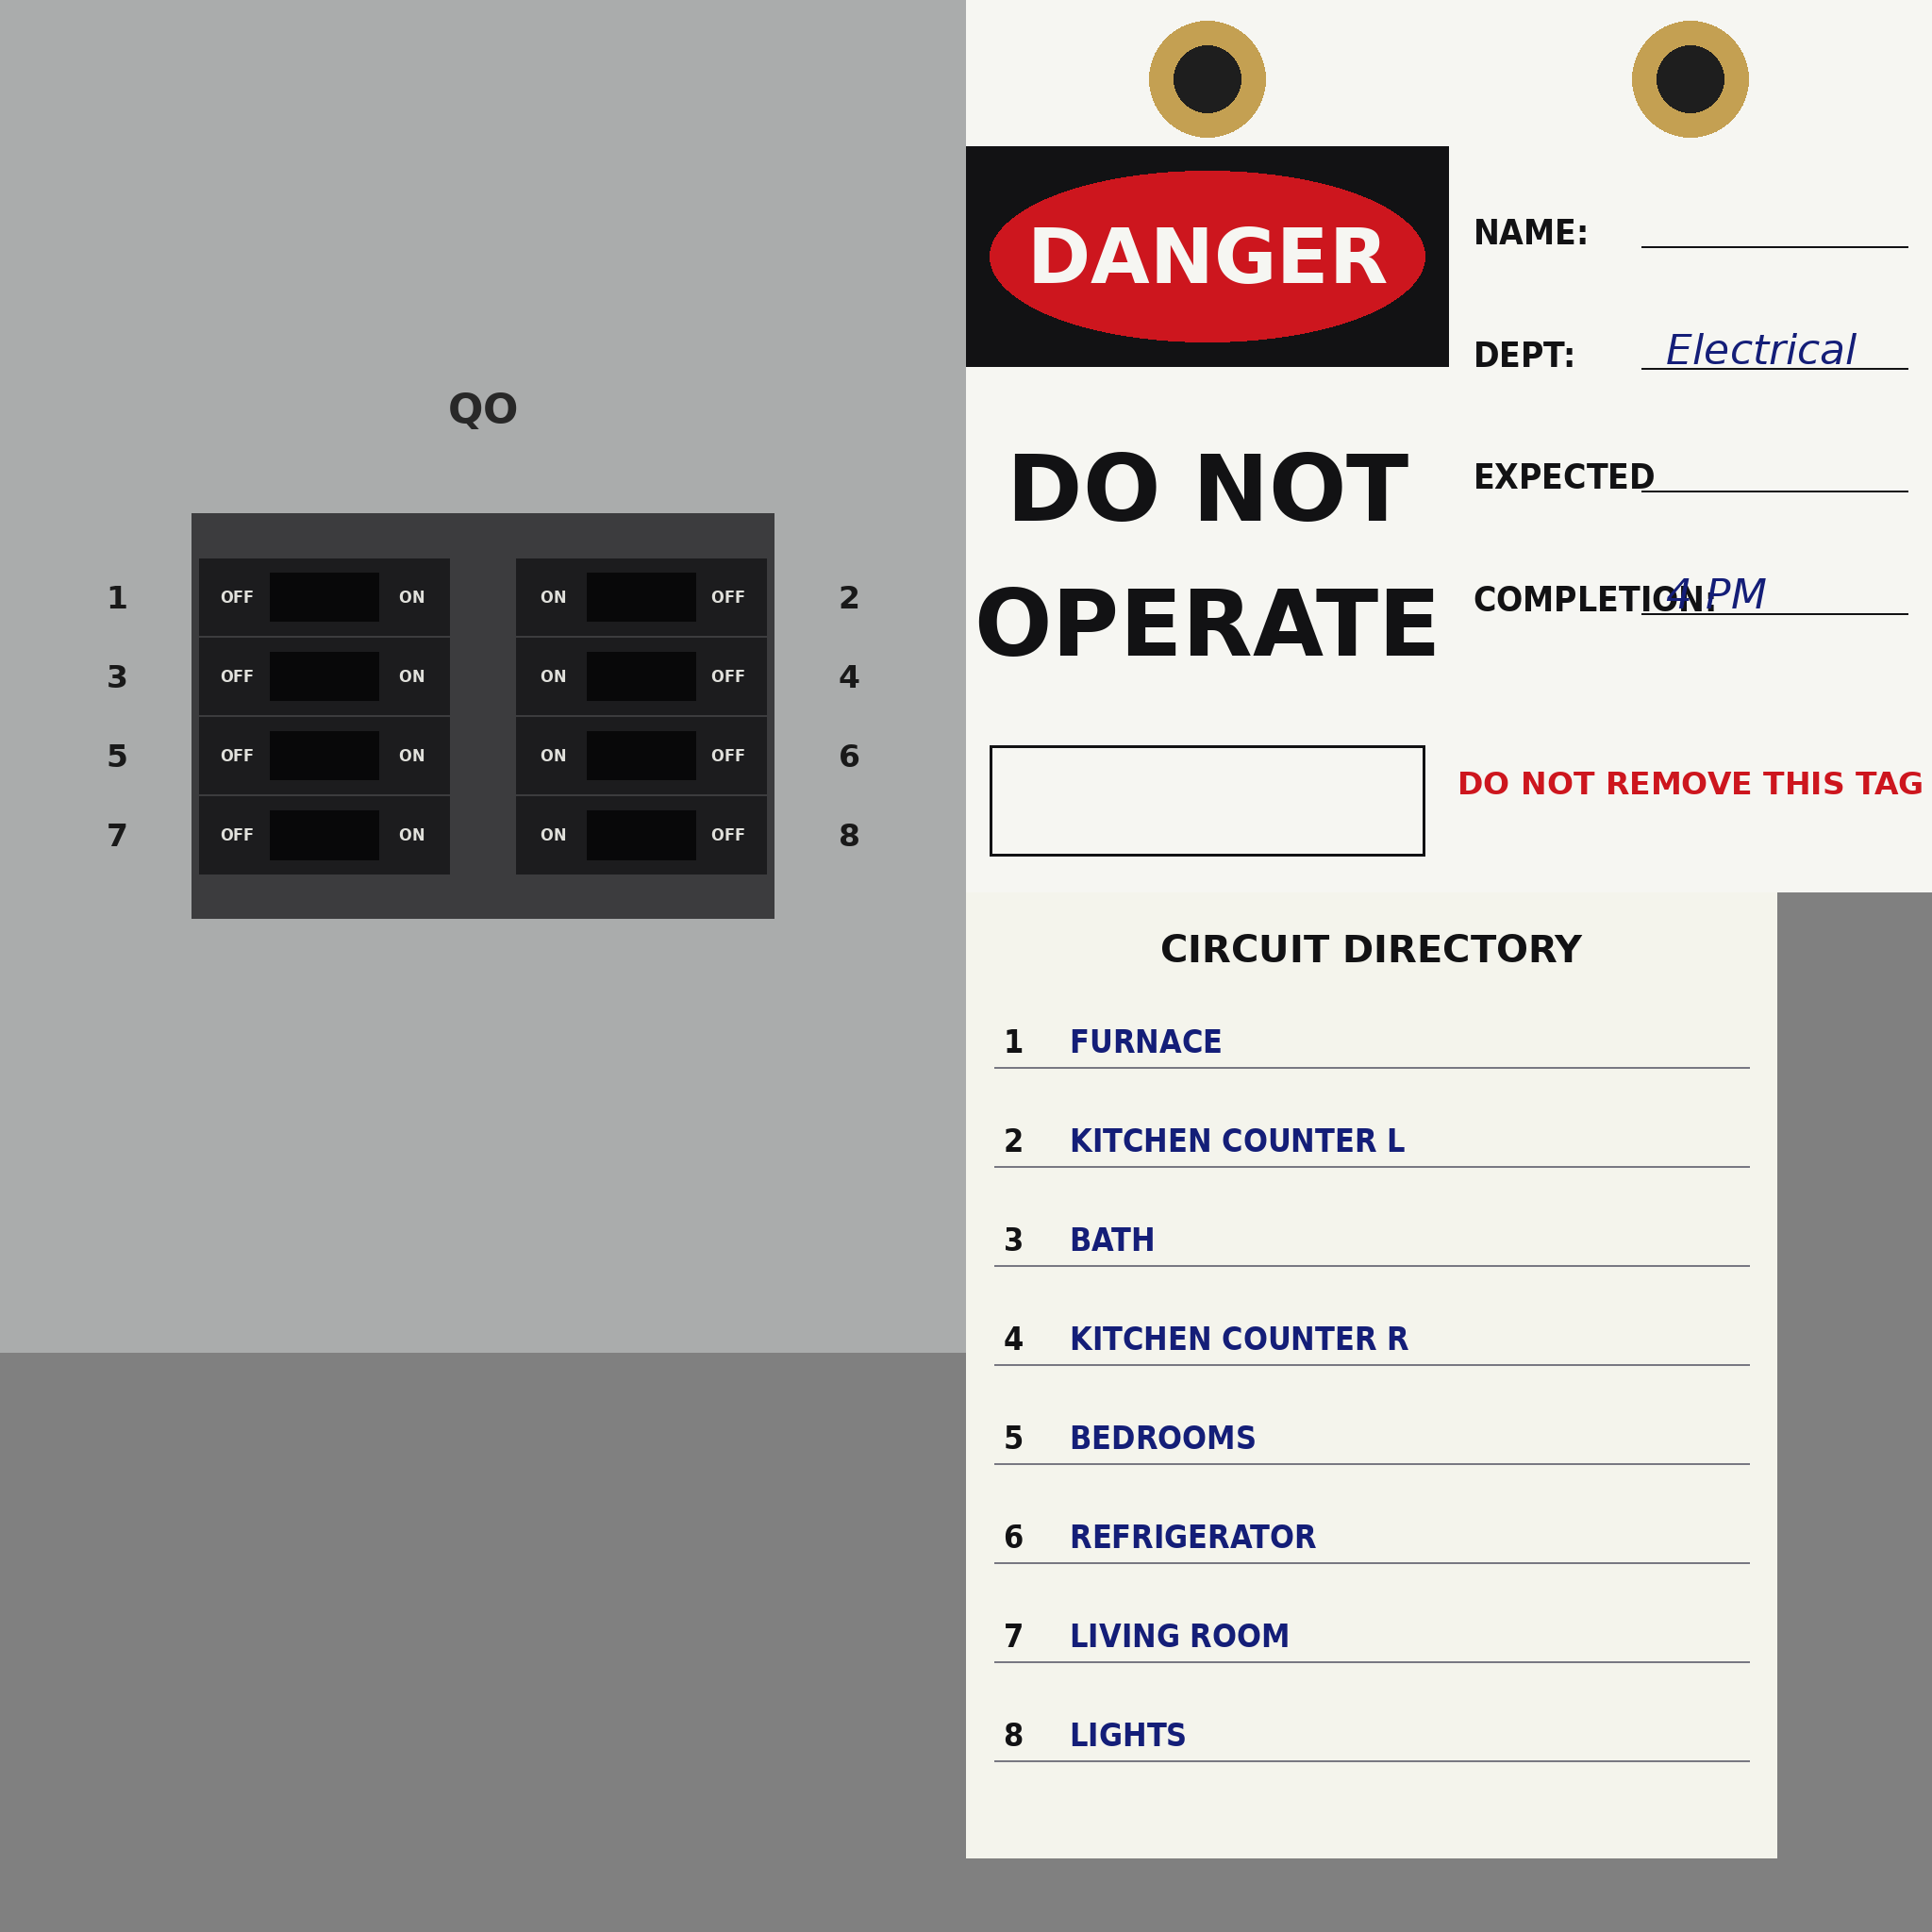 QO
1 OFF ON ON OFF 2
3 OFF ON ON OFF 4
5 OFF ON ON OFF 6
7 OFF ON ON OFF 8
DANGER
DO NOT
OPERATE
NAME:
DEPT: Electrical
EXPECTED
COMPLETION: 4 PM
DO NOT REMOVE THIS TAG
CIRCUIT DIRECTORY
1 FURNACE
2 KITCHEN COUNTER L
3 BATH
4 KITCHEN COUNTER R
5 BEDROOMS
6 REFRIGERATOR
7 LIVING ROOM
8 LIGHTS